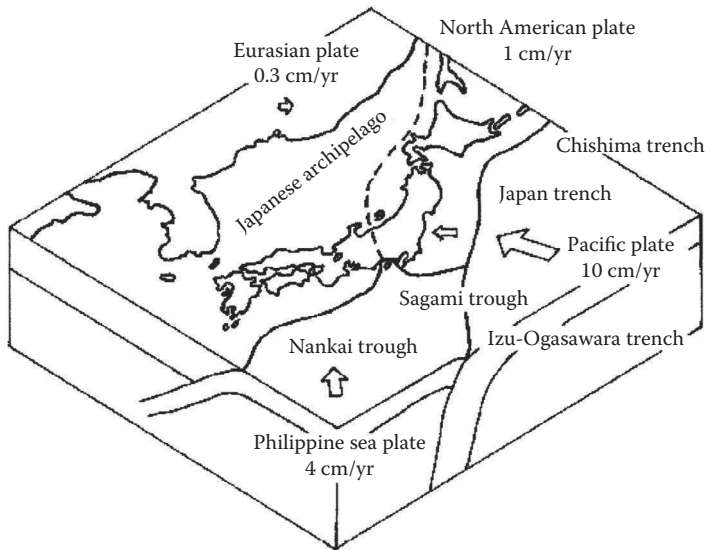 North American plate
1 cm/yr
Eurasian plate
0.3 cm/yr
Japanese archipelago
Chishima trench
Japan trench
Pacific plate
10 cm/yr
Sagami trough
Izu-Ogasawara trench
Nankai trough
Philippine sea plate
4 cm/yr